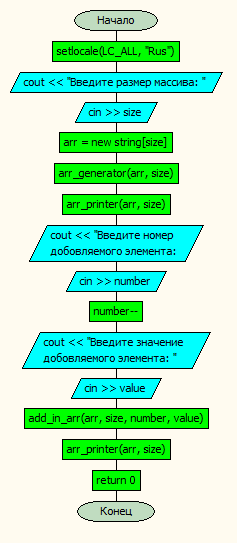 Начало
setlocale(LC_ALL, "Rus")
cout << "Введите размер массива: "
cin >> size
arr = new string[size]
arr_generator(arr, size)
arr_printer(arr, size)
cout << "Введите номер
добовляемого элемента:
cin >> number
number--
cout << "Введите значение
добовляемого элемента: "
cin >> value
add_in_arr(arr, size, number, value)
arr_printer(arr, size)
return 0
Конец